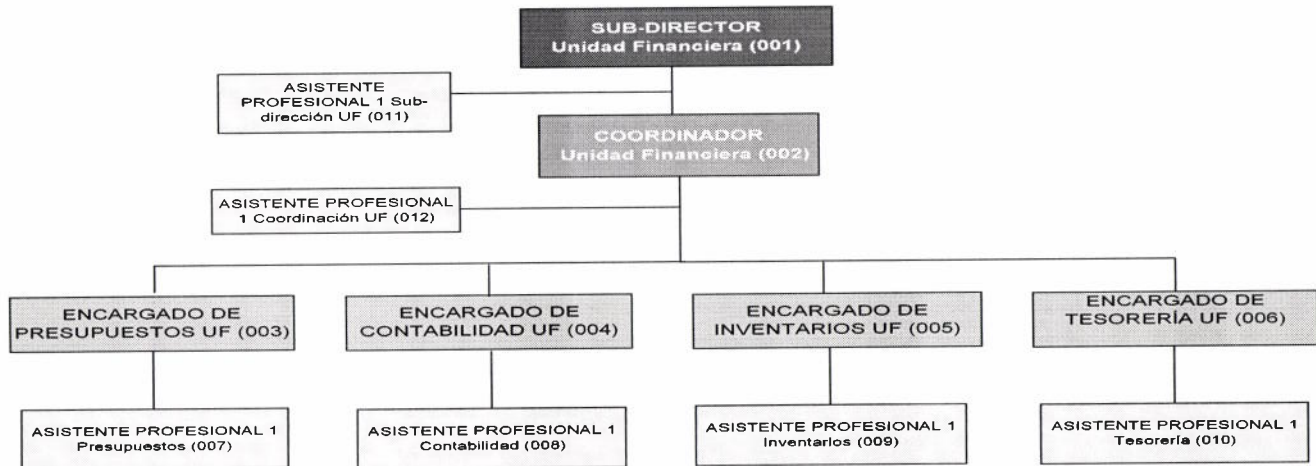 SUB-DIRECTOR
Unidad Financiera (001)
ASISTENTE
PROFESIONAL 1 Sub-
dirección UF (011)
COORDINADOR
Unidad Financiera (002)
ASISTENTE PROFESIONAL
1 Coordinación UF (012)
ENCARGADO DE
PRESUPUESTOS UF (003)
ENCARGADO DE
CONTABILIDAD UF (004)
ENCARGADO DE
INVENTARIOS UF (005)
ENCARGADO DE
TESORERÍA UF (006)
ASISTENTE PROFESIONAL 1
Presupuestos (007)
ASISTENTE PROFESIONAL 1
Contabilidad (008)
ASISTENTE PROFESIONAL 1
Inventarios (009)
ASISTENTE PROFESIONAL 1
Tesorería (010)